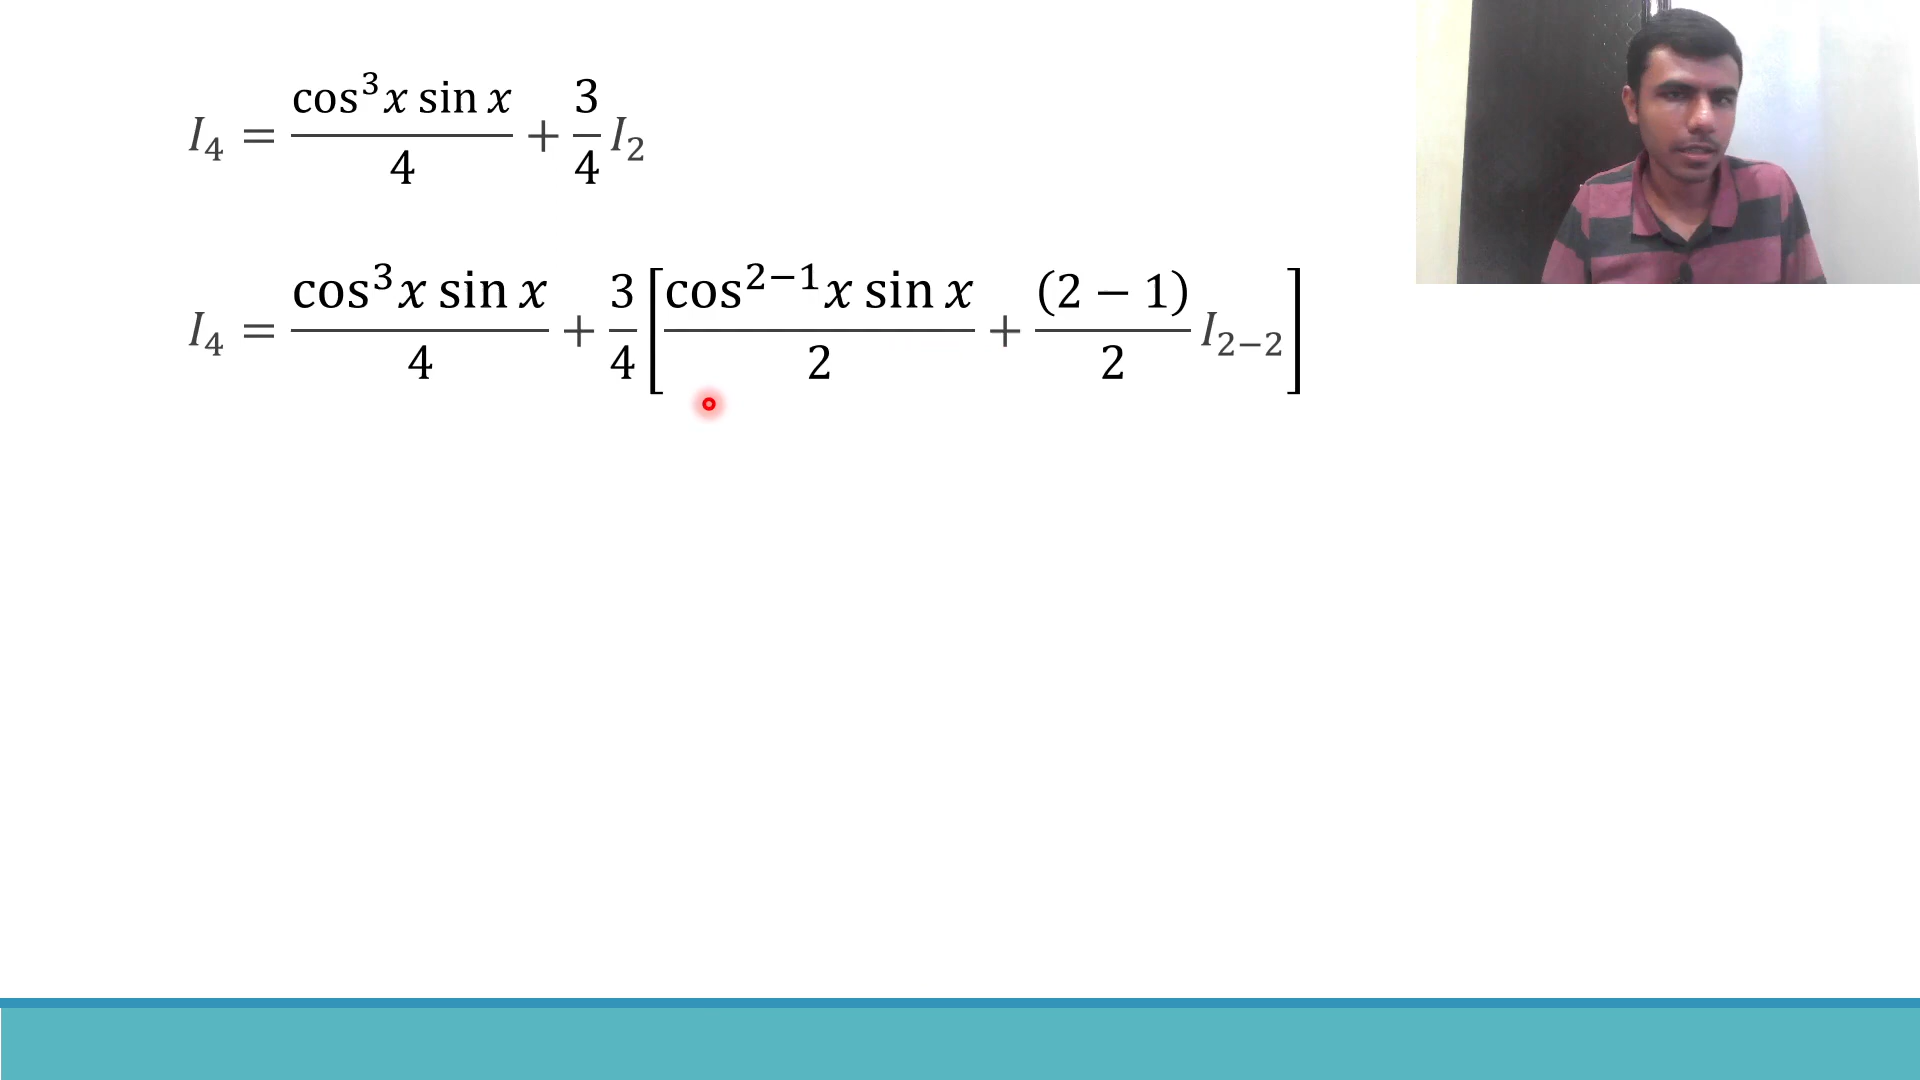 I₄ = cos³x sin x / 4 + 3/4 I₂
I₄ = cos³x sin x / 4 + 3/4 [cos²⁻¹x sin x / 2 + (2 − 1)/2 I₂₋₂]